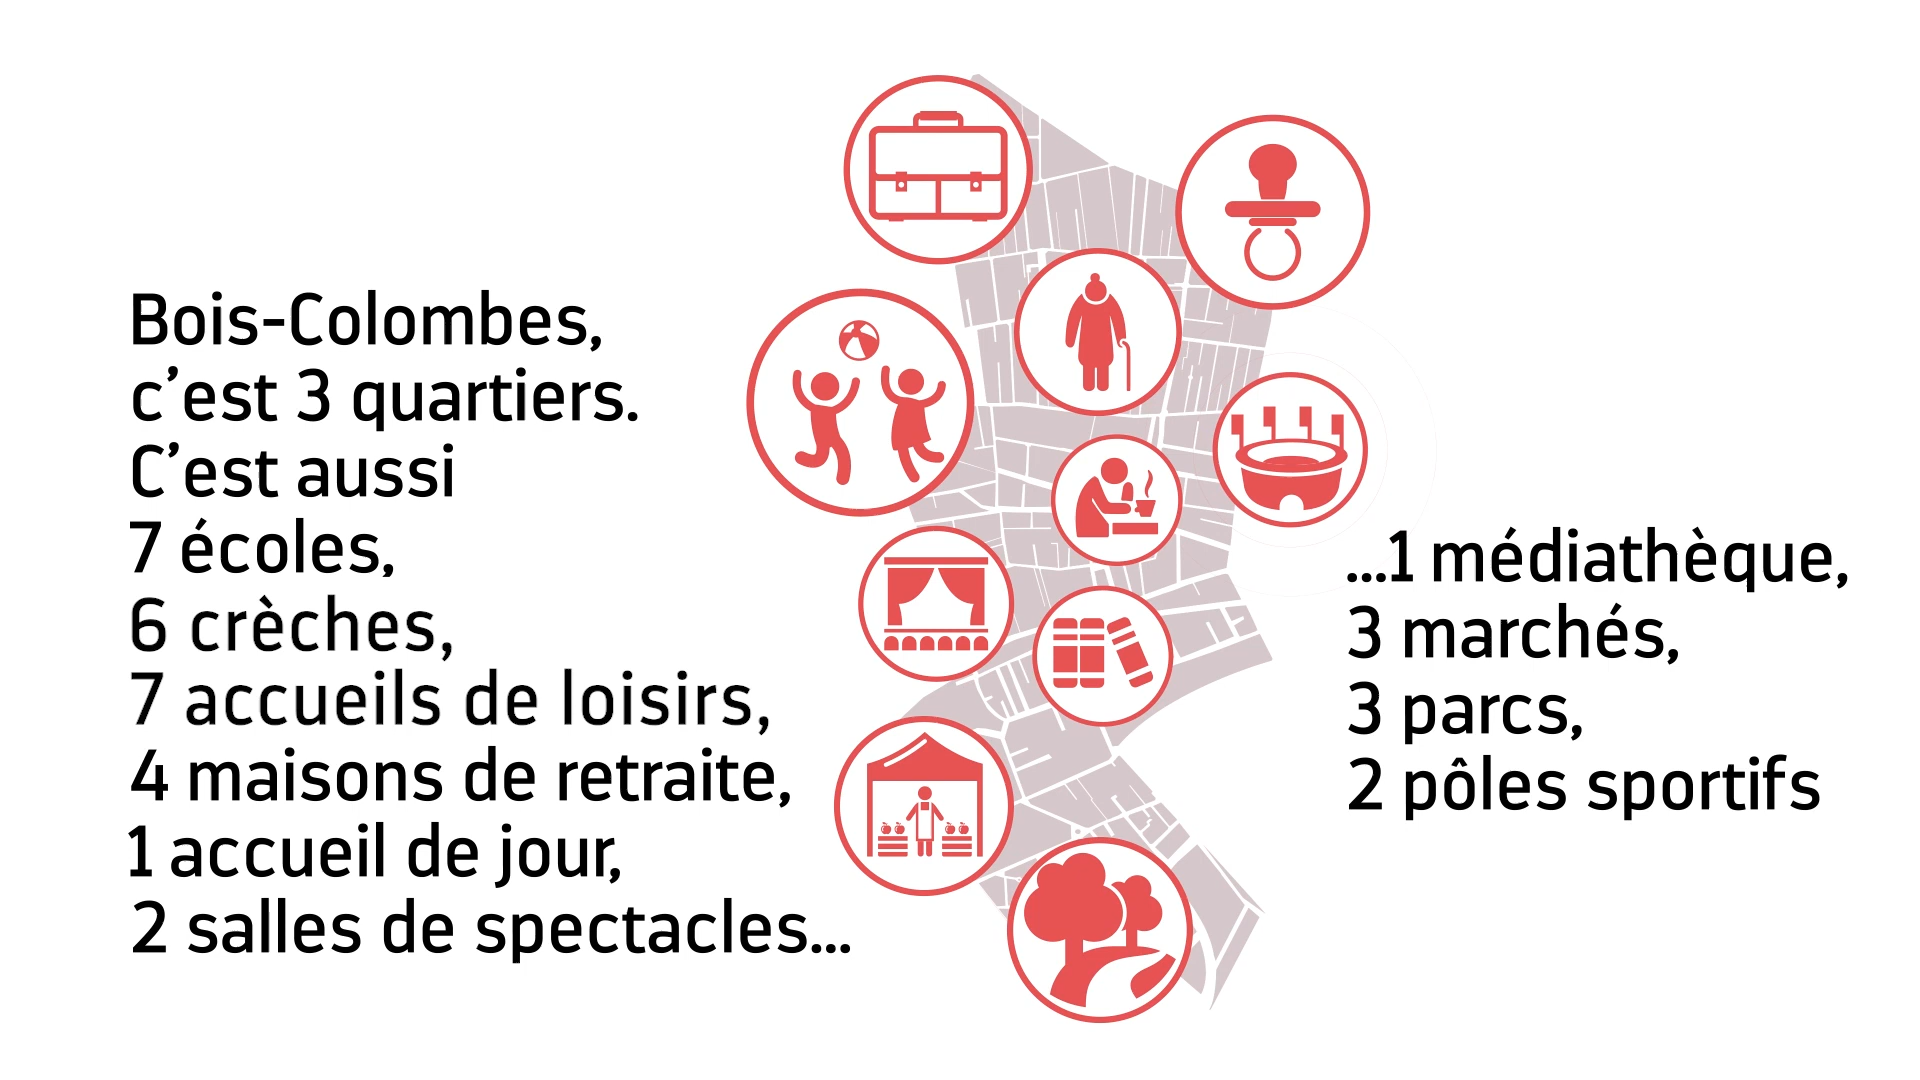 Bois-Colombes,
c’est 3 quartiers.
C’est aussi
7 écoles,
6 crèches,
7 accueils de loisirs,
4 maisons de retraite,
1 accueil de jour,
2 salles de spectacles...
...1 médiathèque,
3 marchés,
3 parcs,
2 pôles sportifs